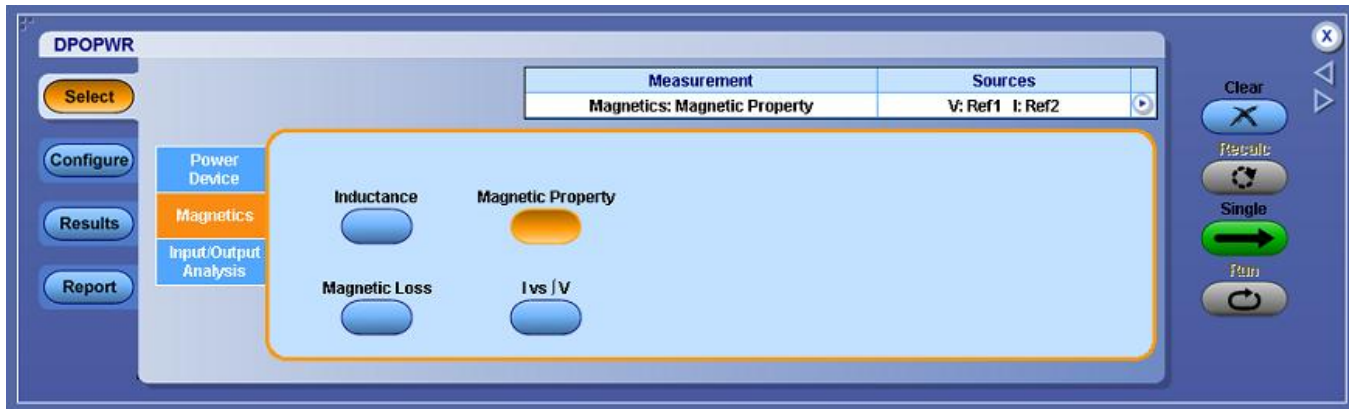 DPOPWR
X
Select
Measurement
Sources
Magnetics: Magnetic Property
V: Ref1 I: Ref2
Clear
Configure
Power
Device
Recalc
Inductance
Magnetic Property
Results
Magnetics
Single
Input/Output
Analysis
Report
Magnetic Loss
I vs ∫V
Run